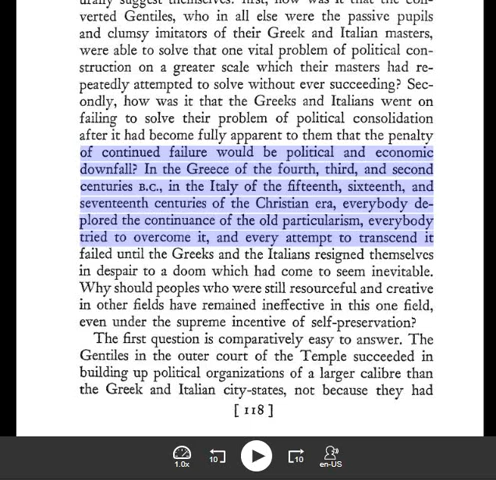 urally suggest themselves. First, how was it that the con-
verted Gentiles, who in all else were the passive pupils
and clumsy imitators of their Greek and Italian masters,
were able to solve that one vital problem of political con-
struction on a greater scale which their masters had re-
peatedly attempted to solve without ever succeeding? Sec-
ondly, how was it that the Greeks and Italians went on
failing to solve their problem of political consolidation
after it had become fully apparent to them that the penalty
of continued failure would be political and economic
downfall? In the Greece of the fourth, third, and second
centuries B.C., in the Italy of the fifteenth, sixteenth, and
seventeenth centuries of the Christian era, everybody de-
plored the continuance of the old particularism, everybody
tried to overcome it, and every attempt to transcend it
failed until the Greeks and the Italians resigned themselves
in despair to a doom which had come to seem inevitable.
Why should peoples who were still resourceful and creative
in other fields have remained ineffective in this one field,
even under the supreme incentive of self-preservation?
The first question is comparatively easy to answer. The
Gentiles in the outer court of the Temple succeeded in
building up political organizations of a larger calibre than
the Greek and Italian city-states, not because they had
[ 118 ]
1.0x
10
10
en-US